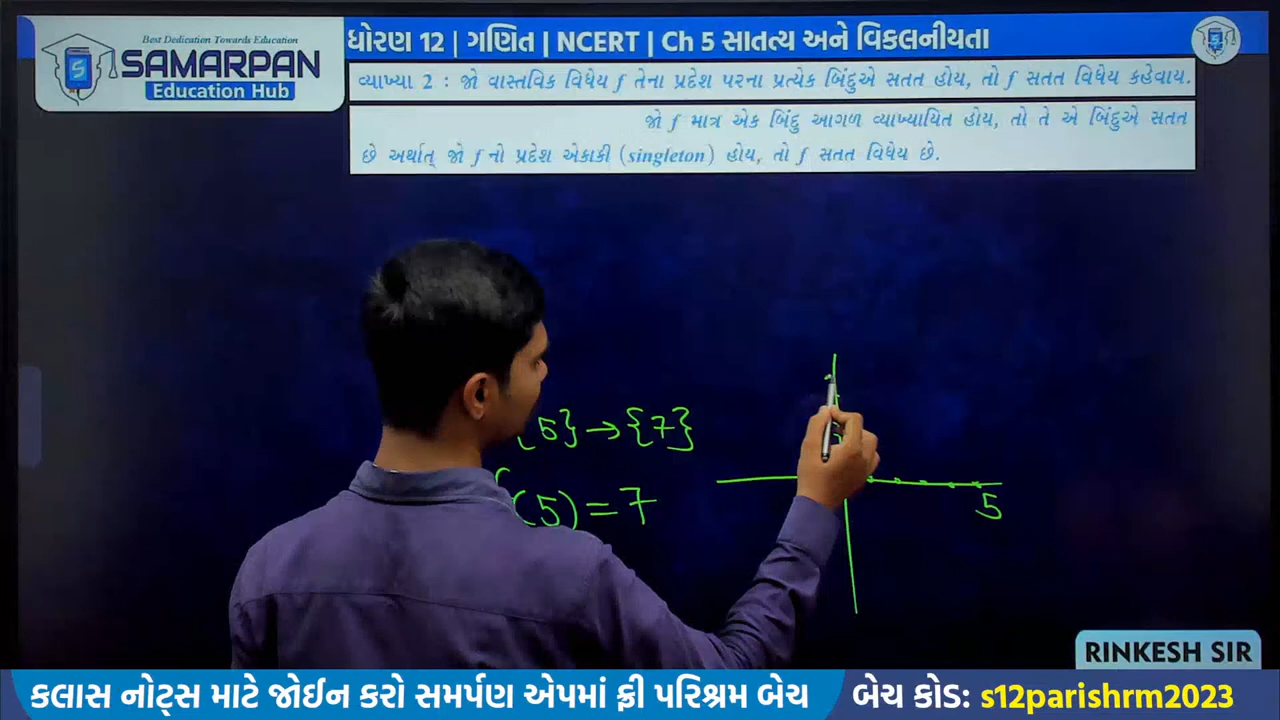 Best Dedication Towards Education
SAMARPAN
Education Hub
ધોરણ 12 | ગણિત | NCERT | Ch 5 સાતત્ય અને વિકલનીયતા
વ્યાખ્યા 2 : જો વાસ્તવિક વિધેય f તેના પ્રદેશ પરના પ્રત્યેક બિંદુએ સતત હોય, તો f સતત વિધેય કહેવાય.
જો f માત્ર એક બિંદુ આગળ વ્યાખ્યાયિત હોય, તો તે એ બિંદુએ સતત
છે અર્થાત્ જો f નો પ્રદેશ એકાકી (singleton) હોય, તો f સતત વિધેય છે.
{5} → {7}
(5) = 7
5
RINKESH SIR
કલાસ નોટ્સ માટે જોઈન કરો સમર્પણ એપમાં ફ્રી પરિશ્રમ બેચ
બેચ કોડ: s12parishrm2023